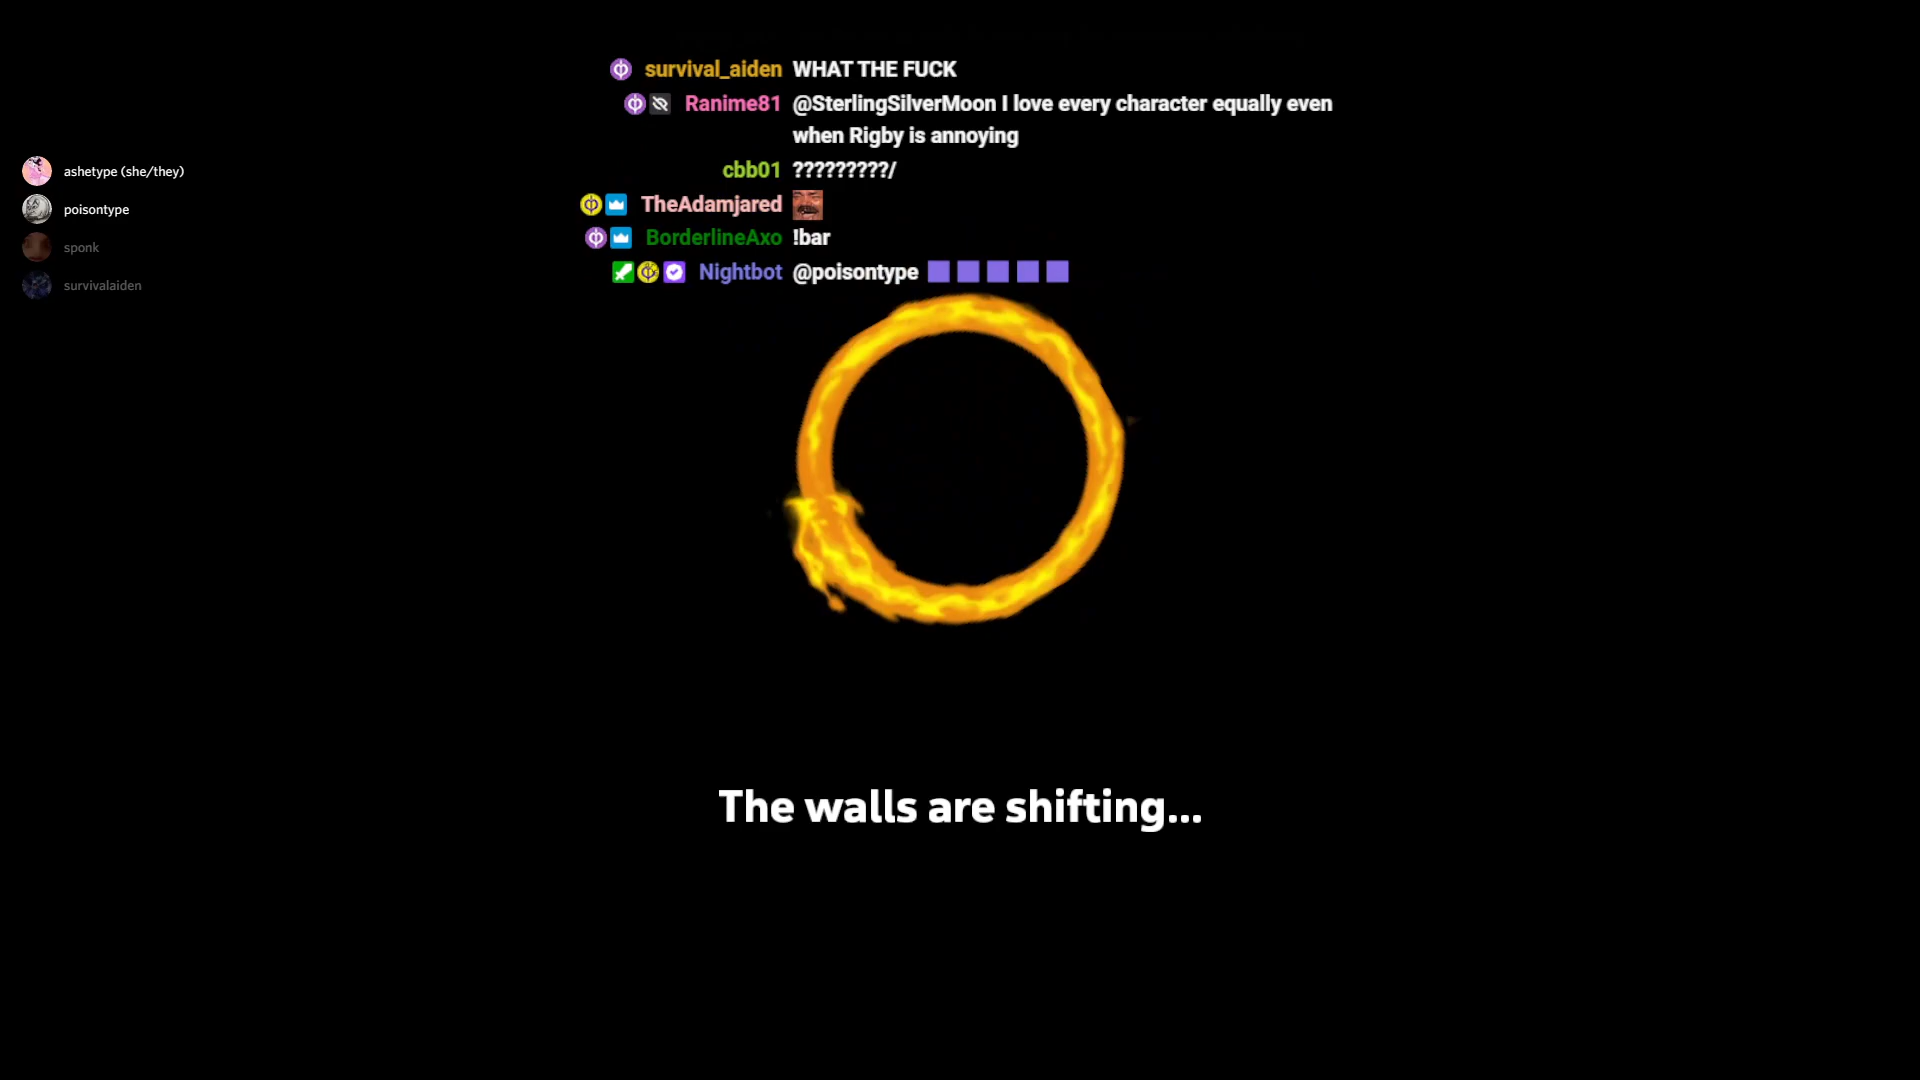 survival_aiden WHAT THE FUCK
Ranime81 @SterlingSilverMoon I love every character equally even
when Rigby is annoying
cbb01 ?????????/
TheAdamjared
BorderlineAxo !bar
Nightbot @poisontype
ashetype (she/they)
poisontype
sponk
survivalaiden
The walls are shifting...